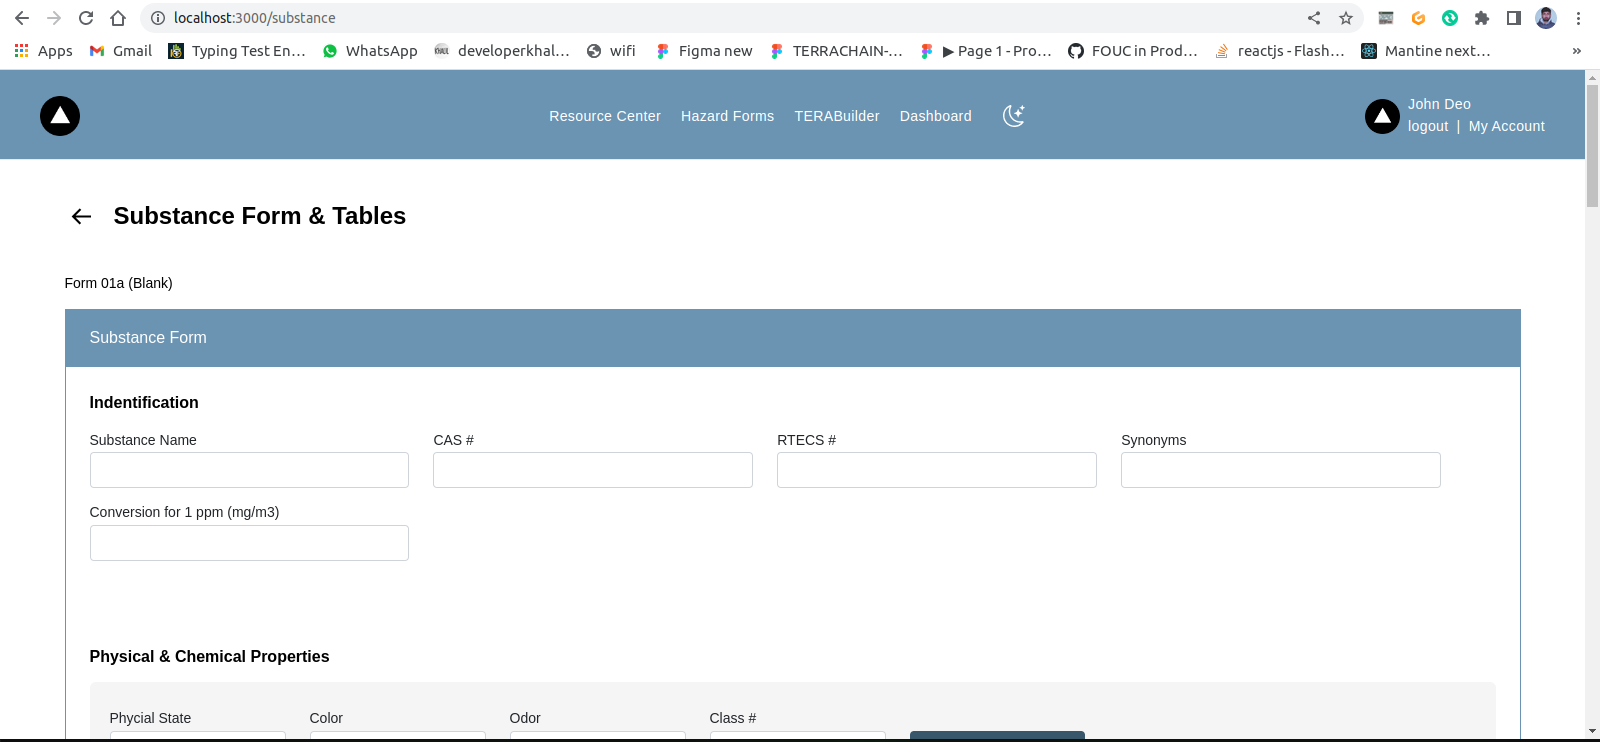 localhost:3000/substance
Apps Gmail Typing Test En... WhatsApp developerkhal... wifi Figma new TERRACHAIN-... ▶ Page 1 - Pro... FOUC in Prod... reactjs - Flash... Mantine next... »
Resource Center Hazard Forms TERABuilder Dashboard
John Deo
logout | My Account
Substance Form & Tables
Form 01a (Blank)
Substance Form
Indentification
Substance Name CAS # RTECS # Synonyms
Conversion for 1 ppm (mg/m3)
Physical & Chemical Properties
Phycial State Color Odor Class #